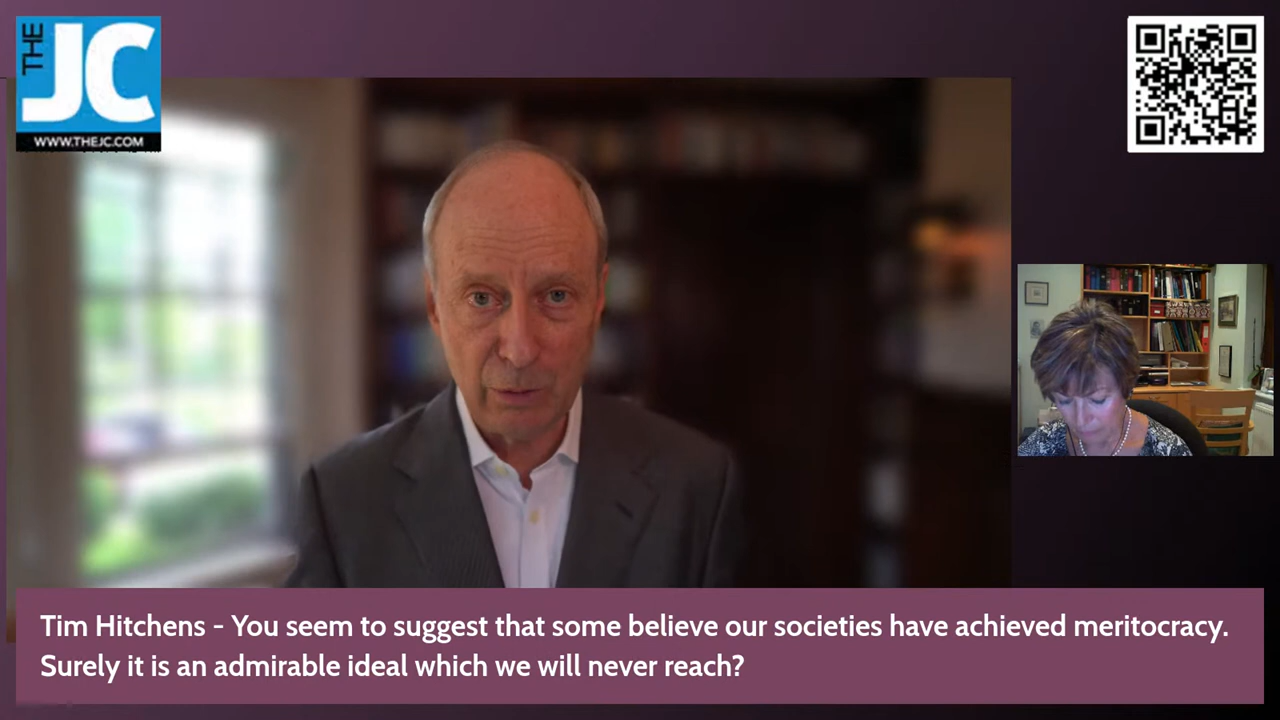 THE
JC
WWW.THEJC.COM
Tim Hitchens - You seem to suggest that some believe our societies have achieved meritocracy.
Surely it is an admirable ideal which we will never reach?